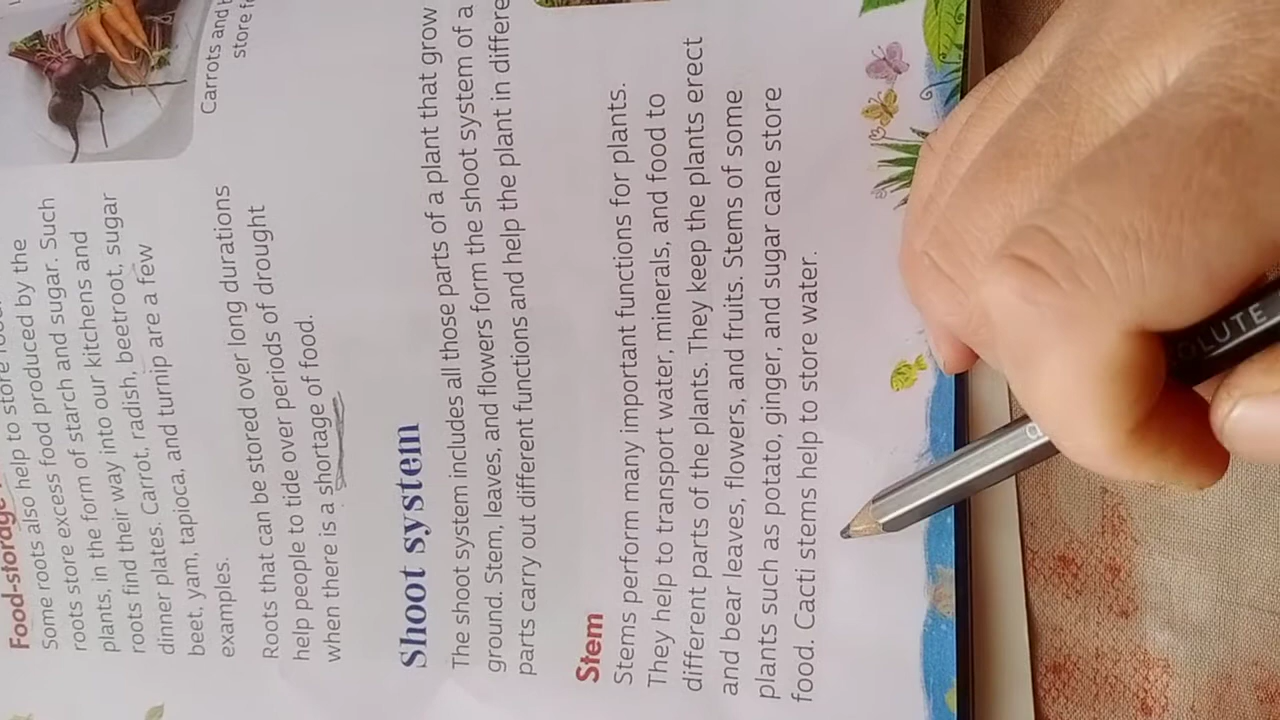 Food-storage
Some roots also help to store
roots store excess food produced by the
plants, in the form of starch and sugar. Such
roots find their way into our kitchens and
dinner plates. Carrot, radish, beetroot, sugar
beet, yam, tapioca, and turnip are a few
examples.
Carrots and
store
Roots that can be stored over long durations
help people to tide over periods of drought
when there is a shortage of food.
Shoot system
The shoot system includes all those parts of a plant that grow
ground. Stem, leaves, and flowers form the shoot system of a
parts carry out different functions and help the plant in
Stem
Stems perform many important functions for plants.
They help to transport water, minerals, and food to
different parts of the plants. They keep the plants erect
and bear leaves, flowers, and fruits. Stems of some
plants such as potato, ginger, and sugar cane store
food. Cacti stems help to store water.